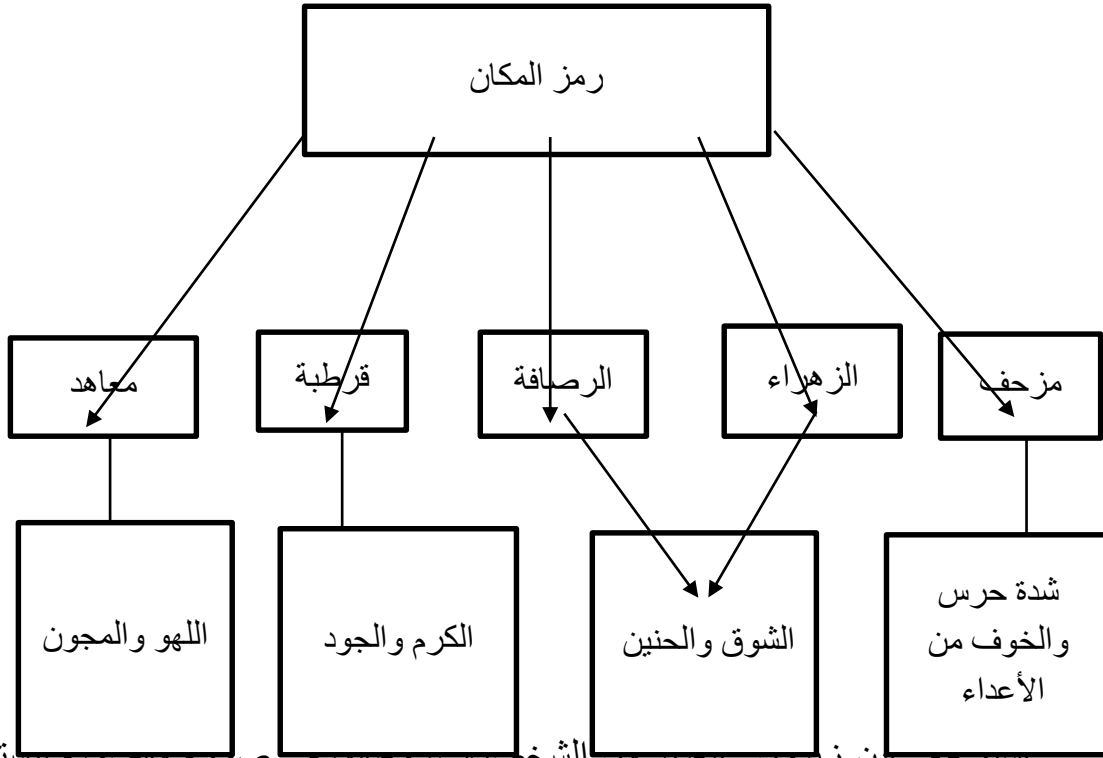 رمز المكان
مزحف
الزهراء
الرصافة
قرطبة
معاهد
شدة حرس
والخوف من
الأعداء
الشوق والحنين
الكرم والجود
اللهو والمجون